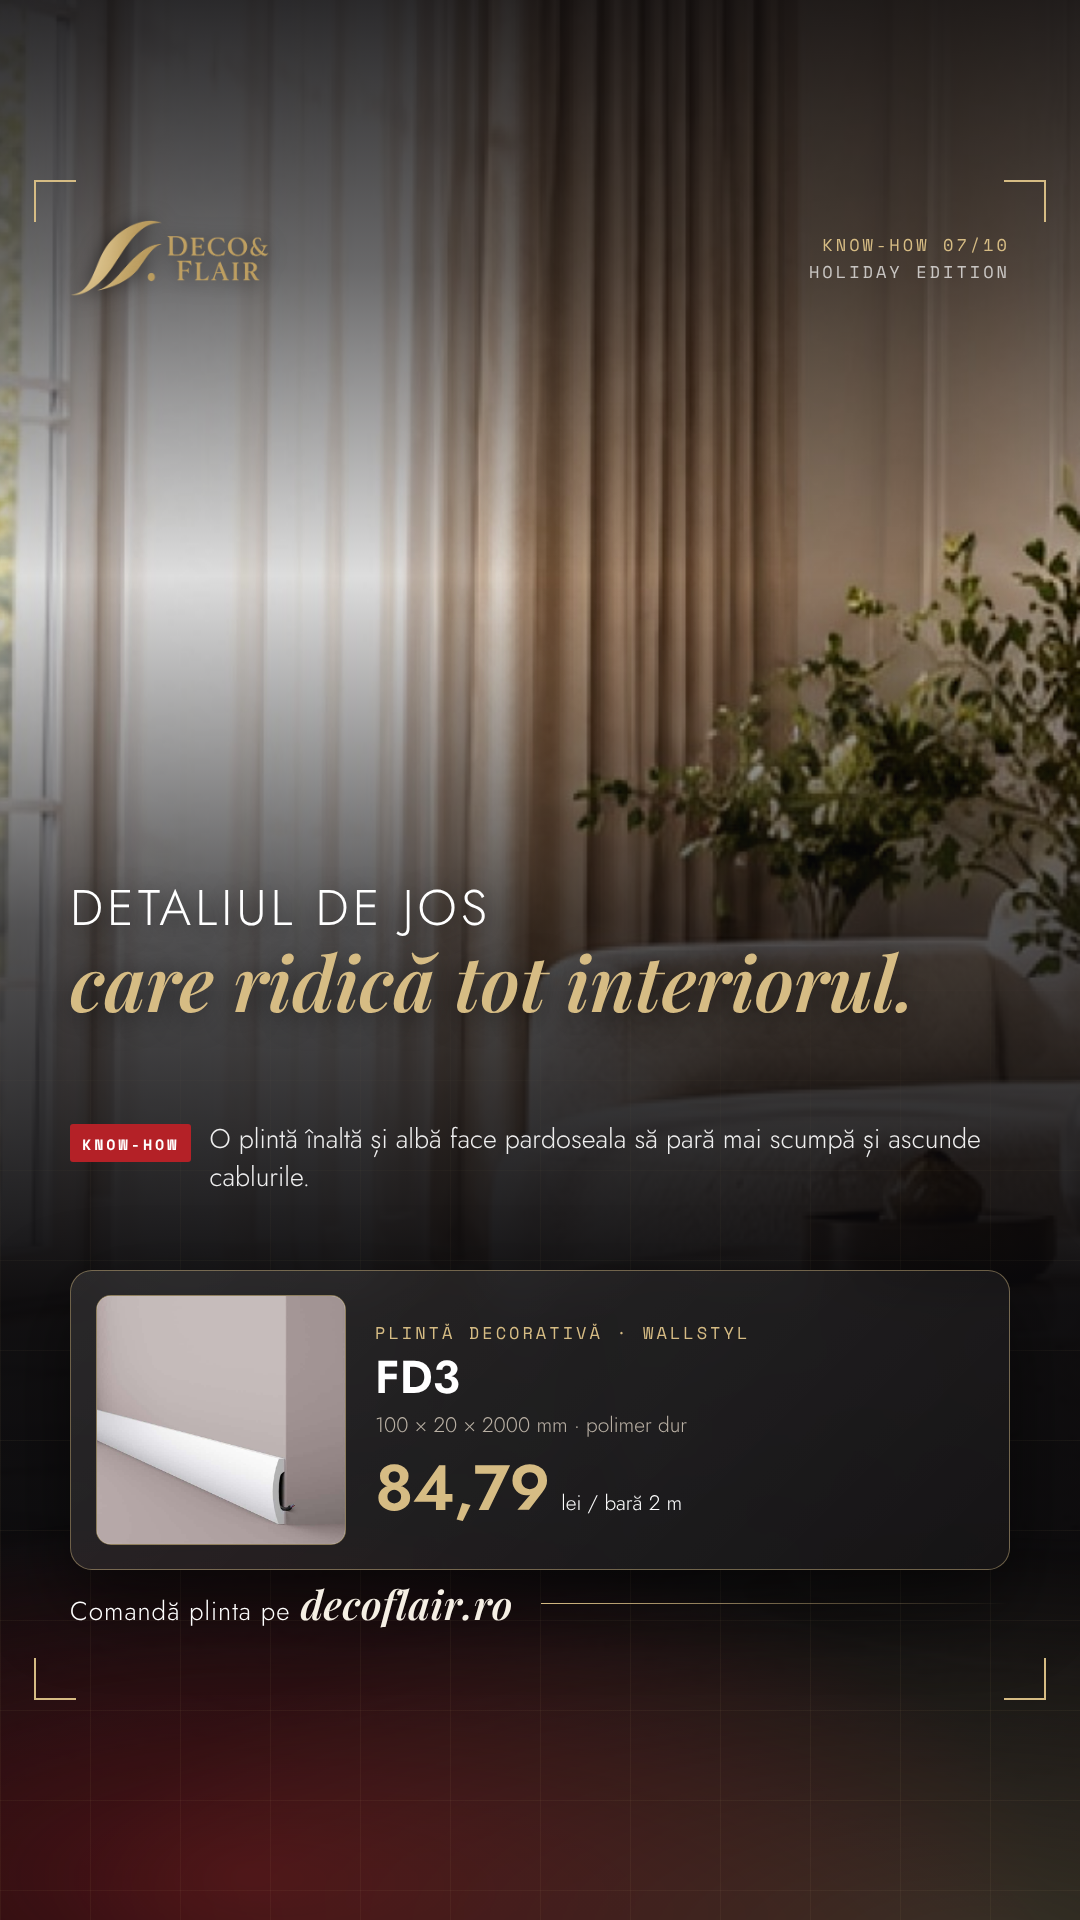 DECO&
FLAIR
KNOW-HOW 07/10
HOLIDAY EDITION
DETALIUL DE JOS
care ridică tot interiorul.
KNOW-HOW
O plintă înaltă și albă face pardoseala să pară mai scumpă și ascunde
cablurile.
PLINTĂ DECORATIVĂ · WALLSTYL
FD3
100 × 20 × 2000 mm · polimer dur
84,79 lei / bară 2 m
Comandă plinta pe decoflair.ro